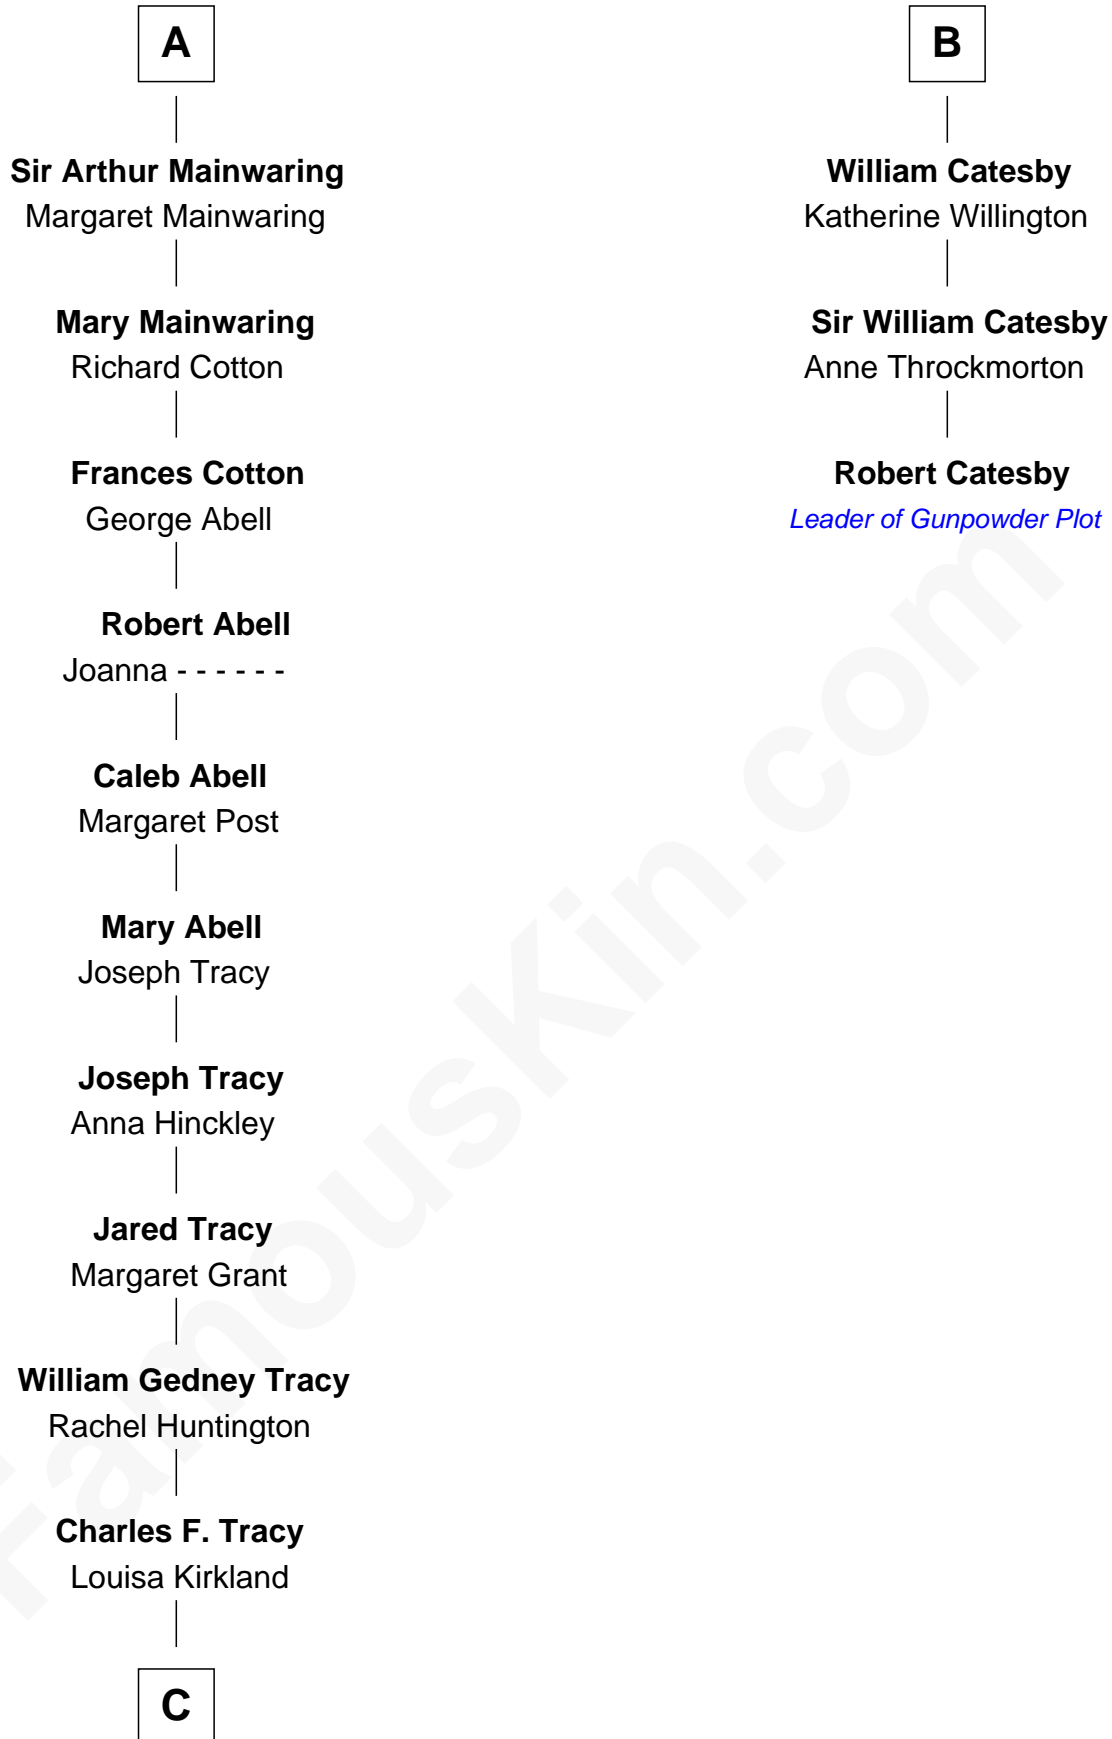 A
Sir Arthur Mainwaring
Margaret Mainwaring
Mary Mainwaring
Richard Cotton
Frances Cotton
George Abell
Robert Abell
Joanna - - - - - -
Caleb Abell
Margaret Post
Mary Abell
Joseph Tracy
Joseph Tracy
Anna Hinckley
Jared Tracy
Margaret Grant
William Gedney Tracy
Rachel Huntington
Charles F. Tracy
Louisa Kirkland
C
B
William Catesby
Katherine Willington
Sir William Catesby
Anne Throckmorton
Robert Catesby
Leader of Gunpowder Plot
FamousKin.com